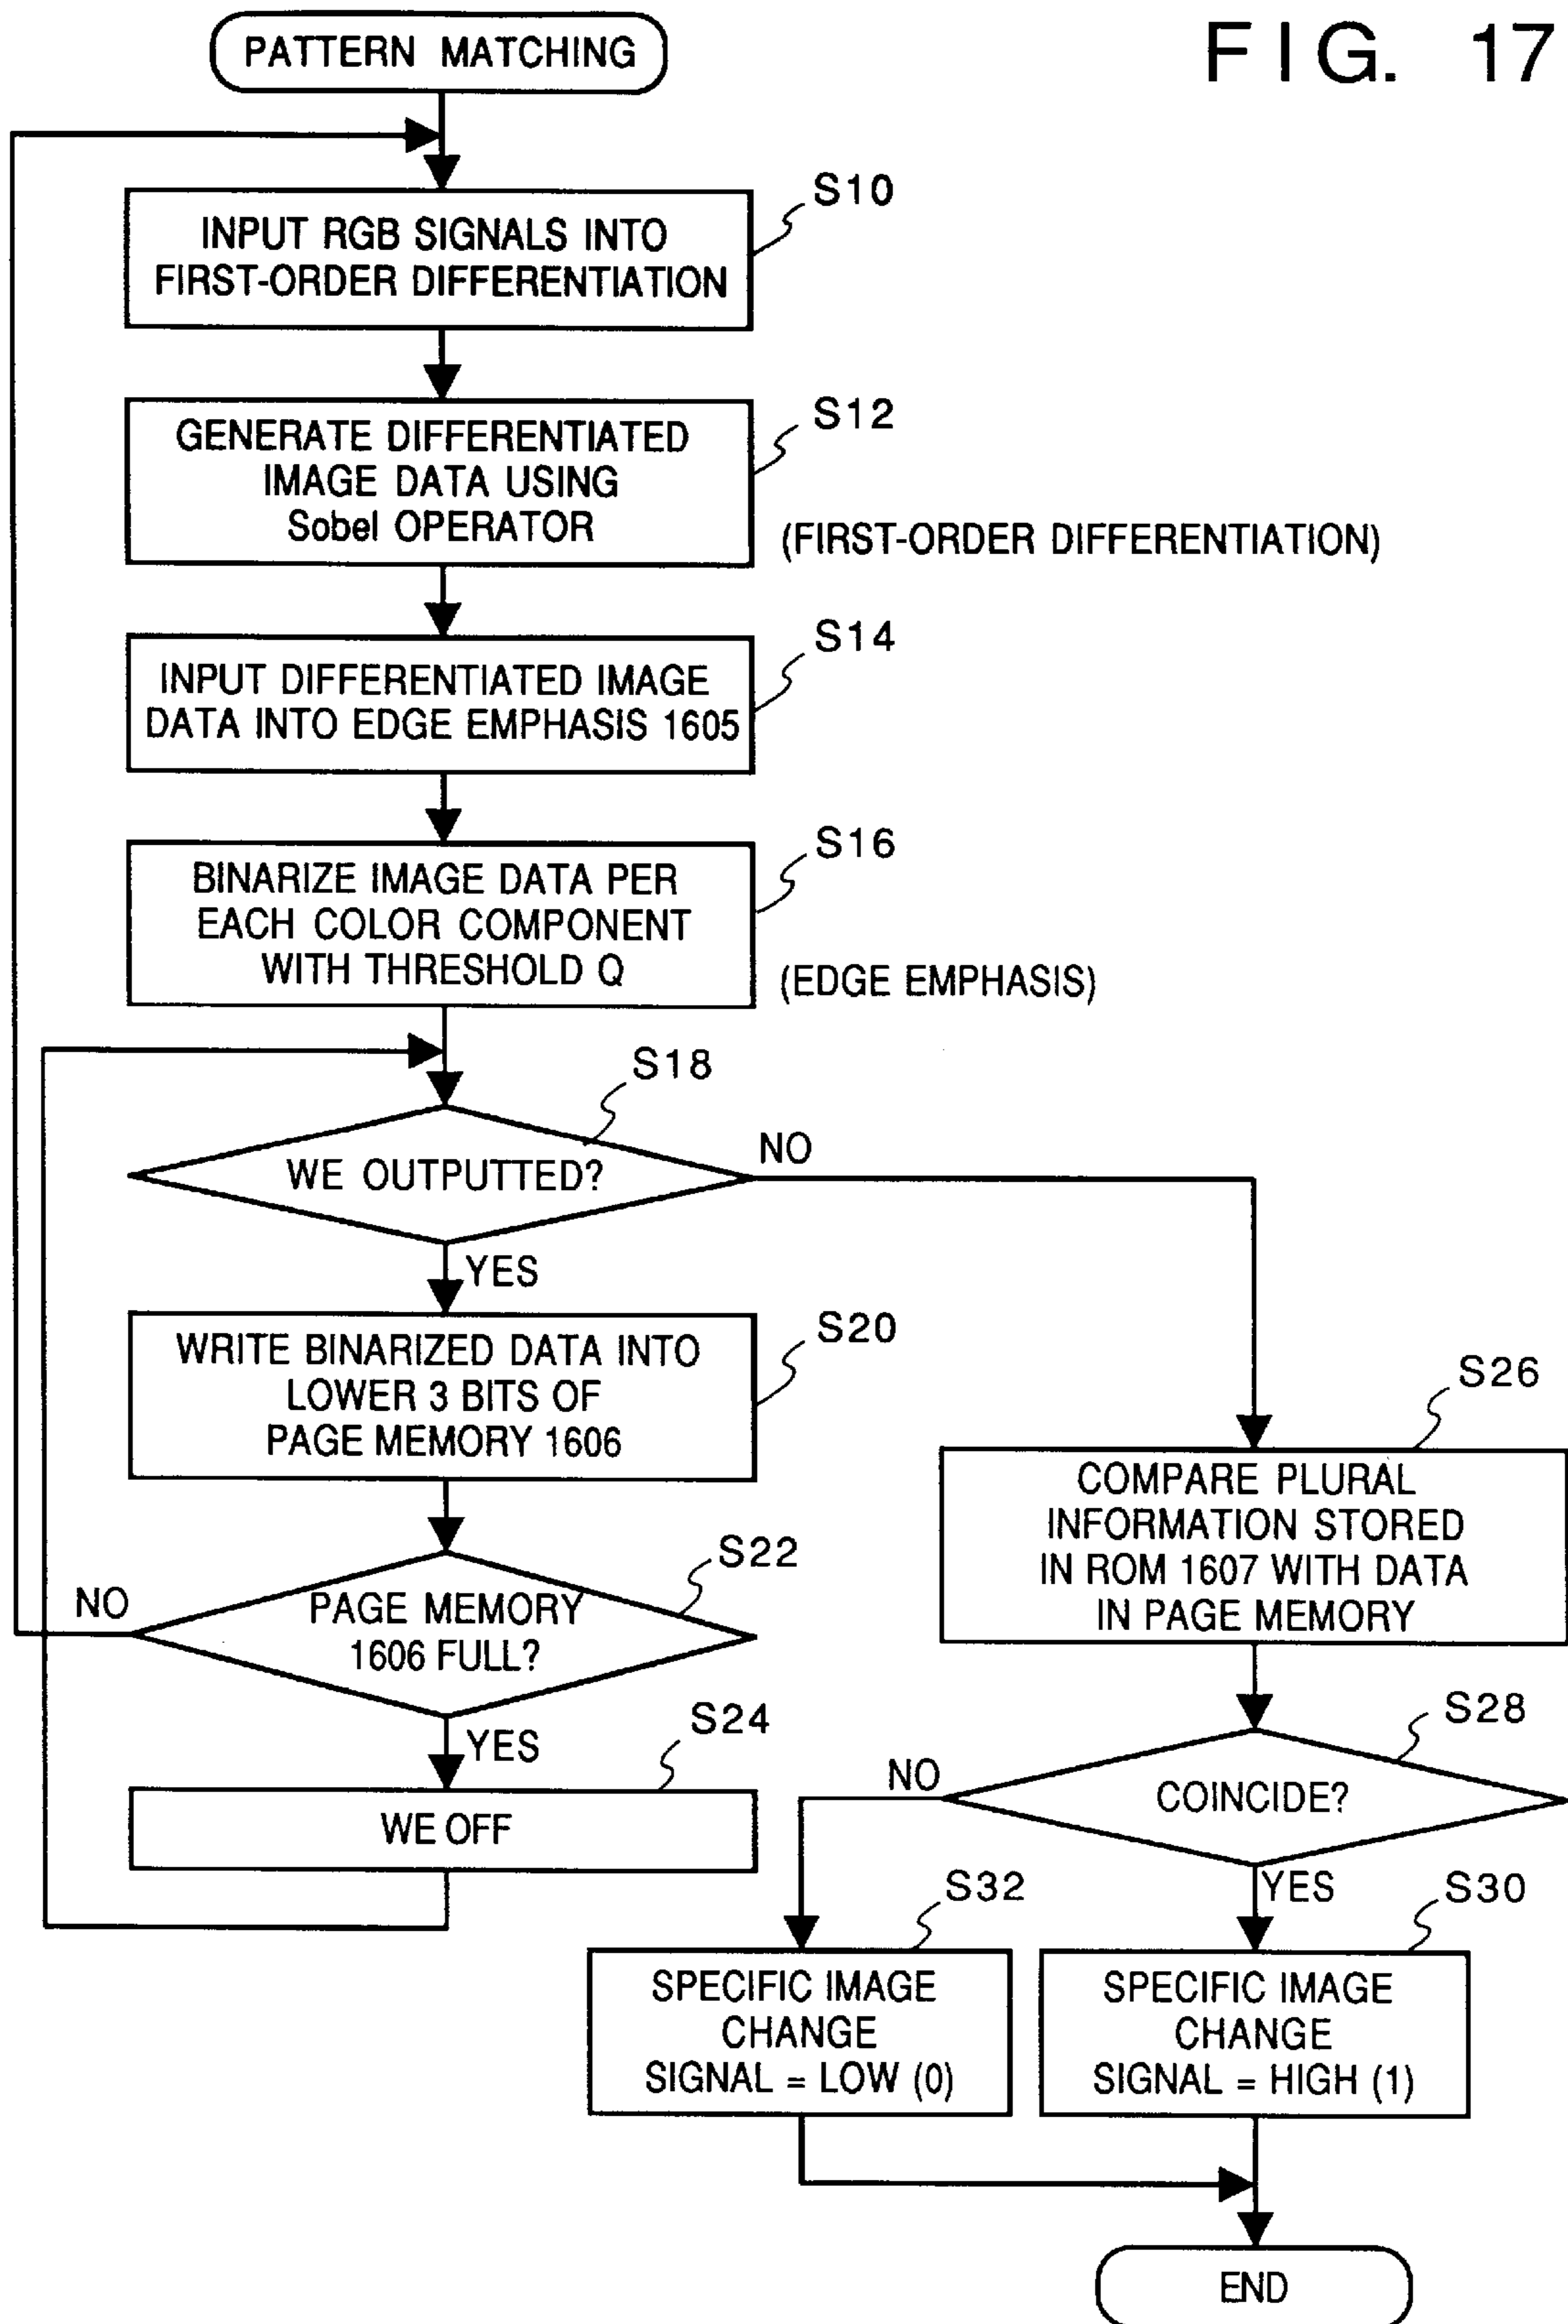 FIG. 17
PATTERN MATCHING
S10
INPUT RGB SIGNALS INTO
FIRST-ORDER DIFFERENTIATION
S12
GENERATE DIFFERENTIATED
IMAGE DATA USING
Sobel OPERATOR
(FIRST-ORDER DIFFERENTIATION)
S14
INPUT DIFFERENTIATED IMAGE
DATA INTO EDGE EMPHASIS 1605
S16
BINARIZE IMAGE DATA PER
EACH COLOR COMPONENT
WITH THRESHOLD Q
(EDGE EMPHASIS)
S18
WE OUTPUTTED?
NO
YES
S20
WRITE BINARIZED DATA INTO
LOWER 3 BITS OF
PAGE MEMORY 1606
S22
PAGE MEMORY
1606 FULL?
NO
YES
S24
WE OFF
S26
COMPARE PLURAL
INFORMATION STORED
IN ROM 1607 WITH DATA
IN PAGE MEMORY
S28
COINCIDE?
NO
YES
S32
SPECIFIC IMAGE
CHANGE
SIGNAL = LOW (0)
S30
SPECIFIC IMAGE
CHANGE
SIGNAL = HIGH (1)
END